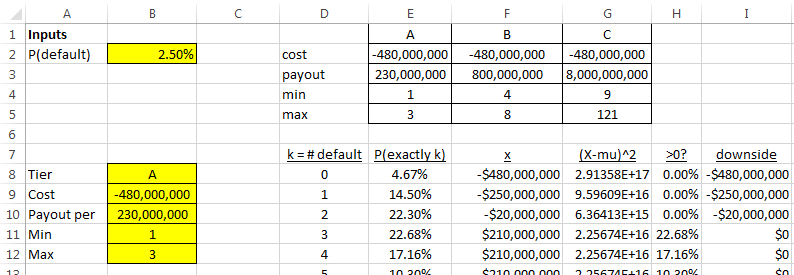 A B C D E F G H I
1 Inputs A B C
2 P(default) 2.50% cost -480,000,000 -480,000,000 -480,000,000
3 payout 230,000,000 800,000,000 8,000,000,000
4 min 1 4 9
5 max 3 8 121
6
7 k = # default P(exactly k) x (X-mu)^2 >0? downside
8 Tier A 0 4.67% -$480,000,000 2.91358E+17 0.00% -$480,000,000
9 Cost -480,000,000 1 14.50% -$250,000,000 9.59609E+16 0.00% -$250,000,000
10 Payout per 230,000,000 2 22.30% -$20,000,000 6.36413E+15 0.00% -$20,000,000
11 Min 1 3 22.68% $210,000,000 2.25674E+16 22.68% $0
12 Max 3 4 17.16% $210,000,000 2.25674E+16 17.16% $0
13 5 10.30% $210,000,000 2.25674E+16 10.30% $0